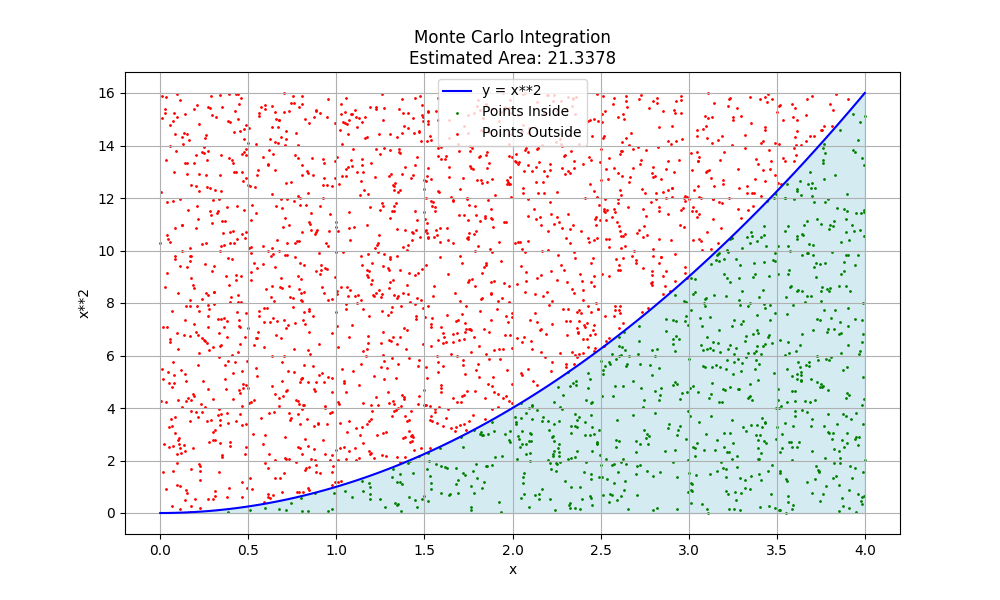 Monte Carlo Integration
Estimated Area: 21.3378
y = x**2
Points Inside
Points Outside
16
14
12
10
8
6
4
2
0
x**2
0.0 0.5 1.0 1.5 2.0 2.5 3.0 3.5 4.0
x